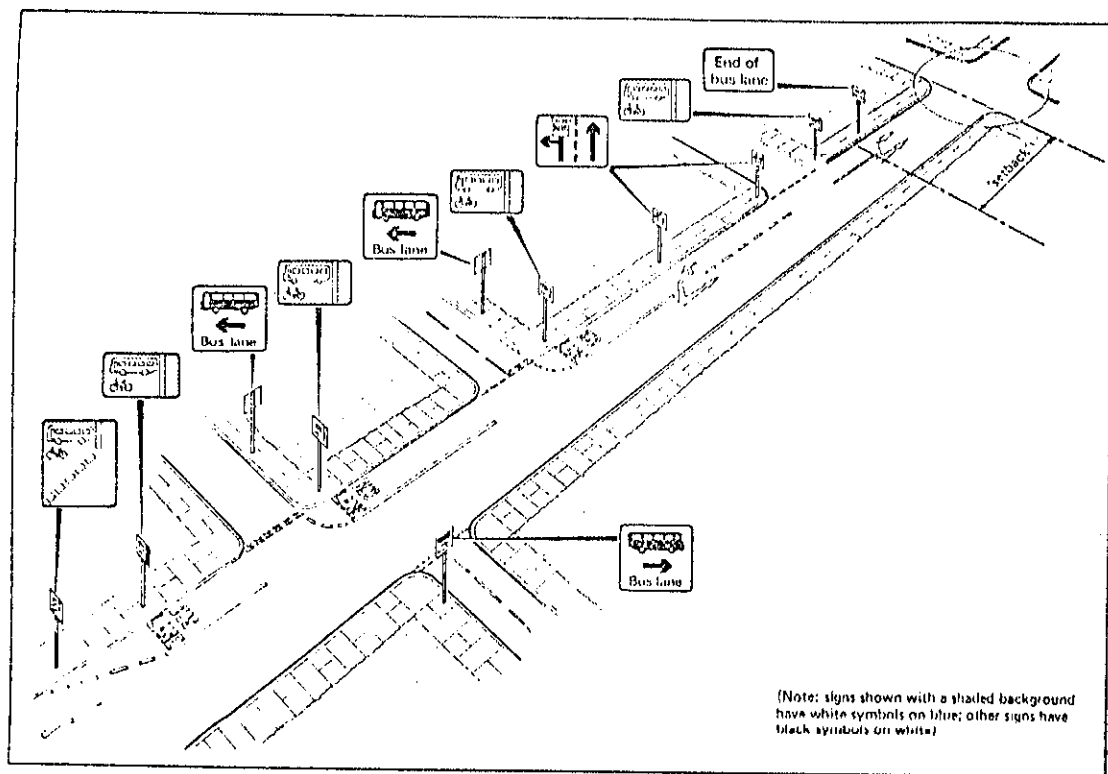 End of
bus lane
"setback"
Bus lane
Bus lane
Bus lane
(Note: signs shown with a shaded background
have white symbols on blue; other signs have
black symbols on white)